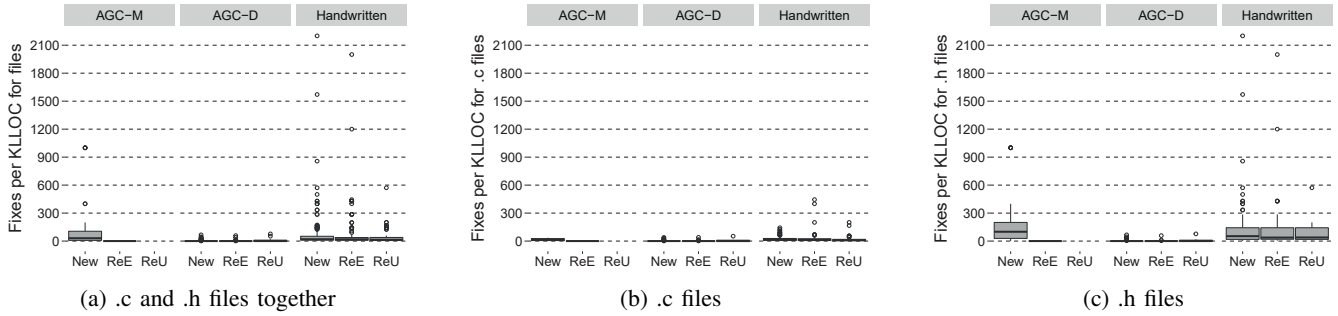 AGC−M AGC−D Handwritten
Fixes per KLLOC for files
2100
1800
1500
1200
900
600
300
0
New ReE ReU New ReE ReU New ReE ReU
(a) .c and .h files together
AGC−M AGC−D Handwritten
Fixes per KLLOC for .c files
2100
1800
1500
1200
900
600
300
0
New ReE ReU New ReE ReU New ReE ReU
(b) .c files
AGC−M AGC−D Handwritten
Fixes per KLLOC for .h files
2100
1800
1500
1200
900
600
300
0
New ReE ReU New ReE ReU New ReE ReU
(c) .h files